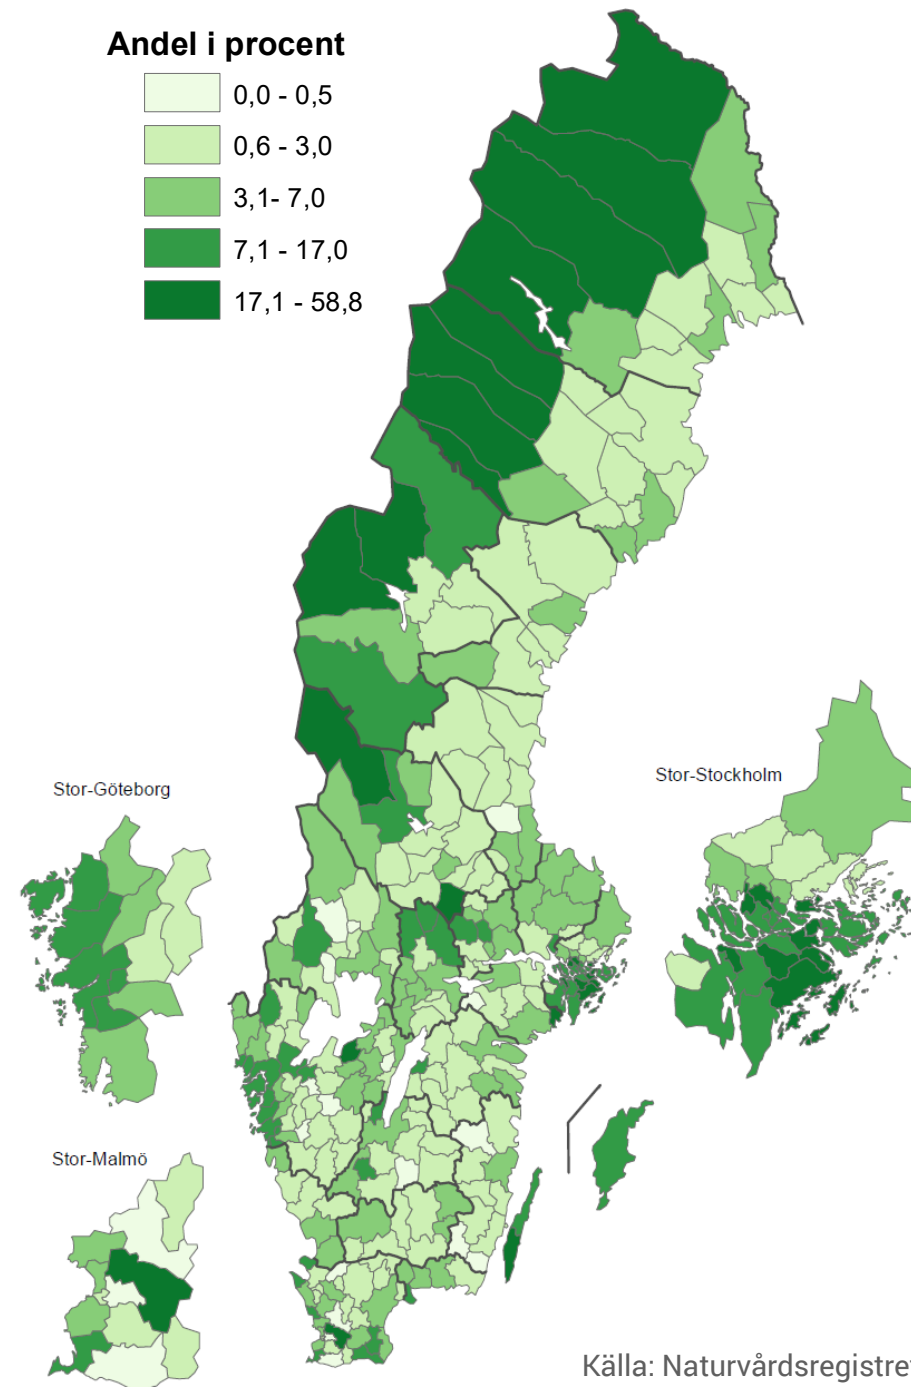 Andel i procent
0,0 - 0,5
0,6 - 3,0
3,1- 7,0
7,1 - 17,0
17,1 - 58,8
Stor-Göteborg
Stor-Stockholm
Stor-Malmö
Källa: Naturvårdsregistret